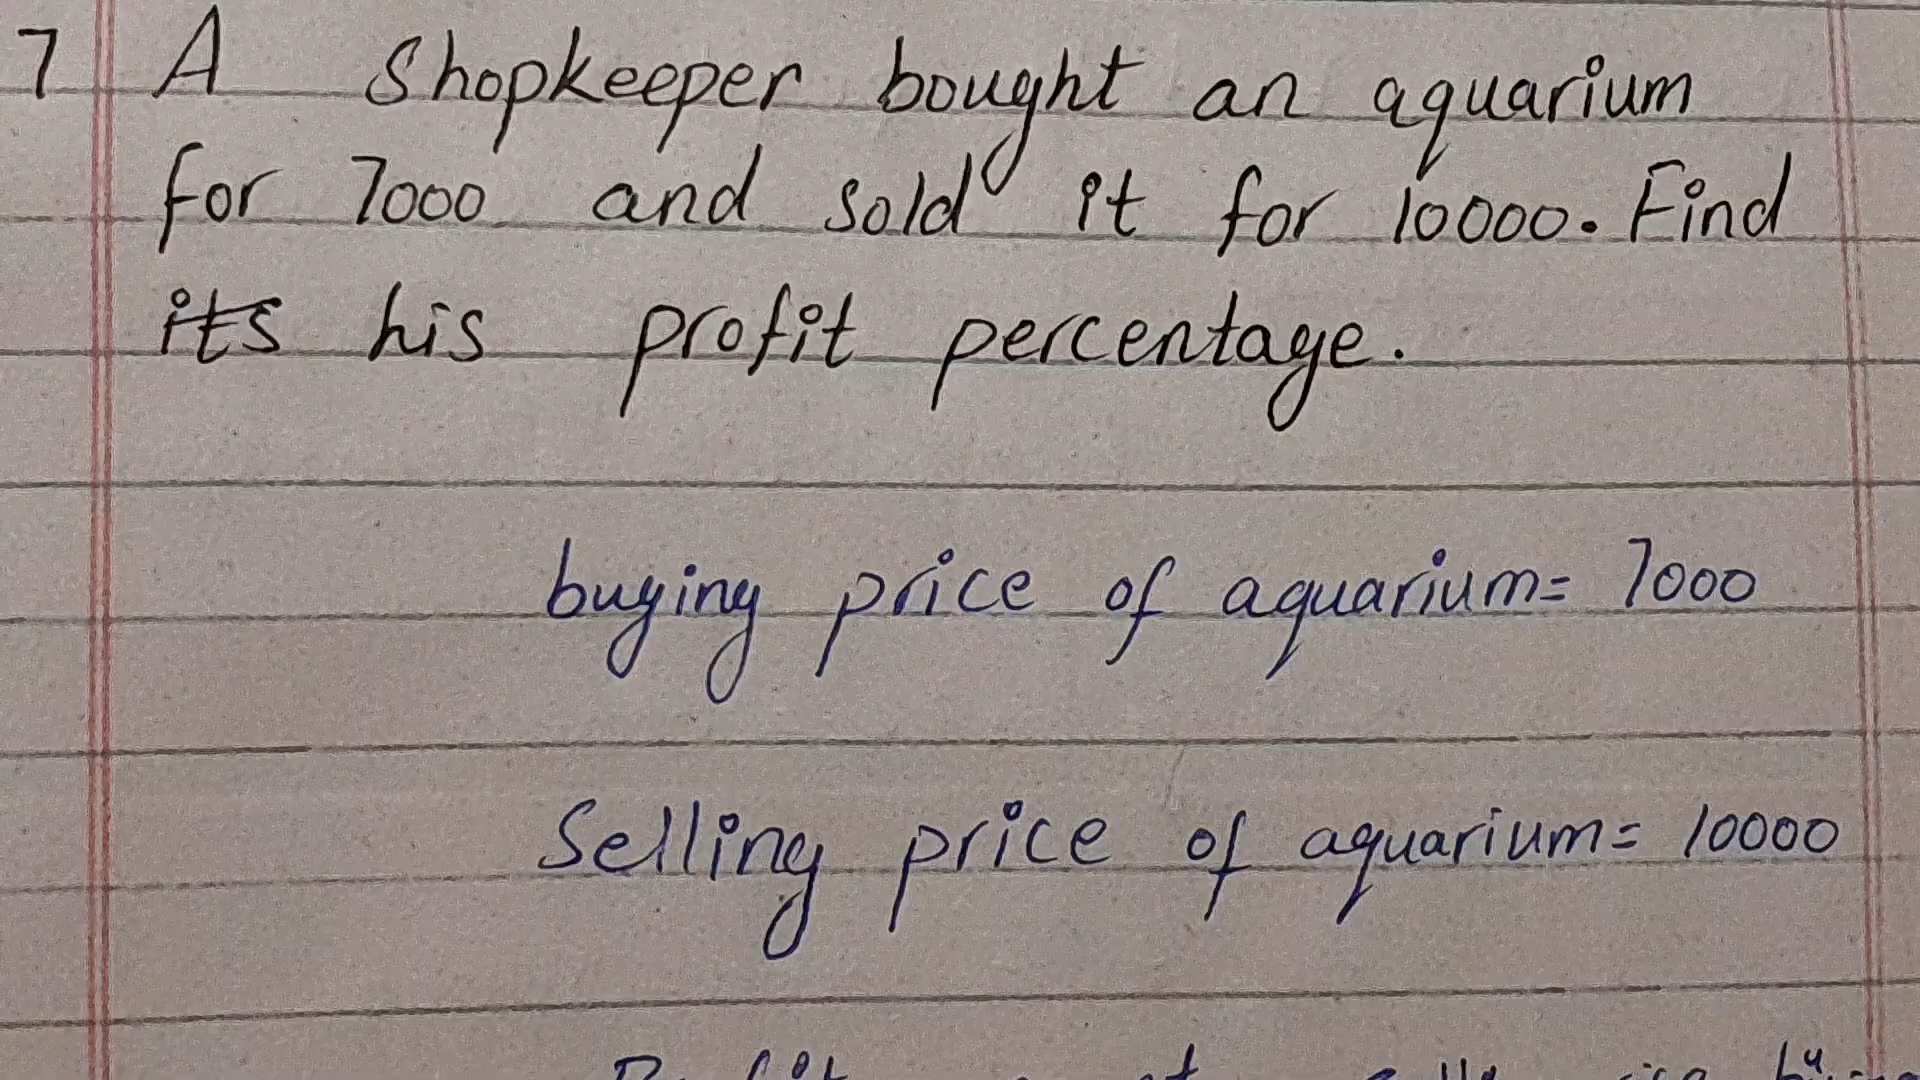 7 A shopkeeper bought an aquarium
for 7000 and sold it for 10000. Find
its his profit percentage.
buying price of aquarium= 7000
Selling price of aquarium= 10000